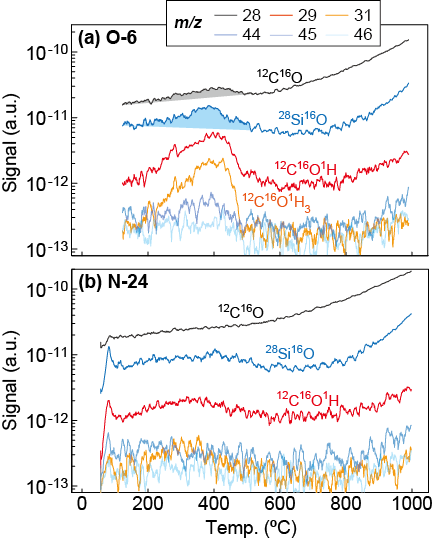 m/z 28 29 31
44 45 46
(a) O-6
10⁻¹⁰
10⁻¹¹
10⁻¹²
10⁻¹³
Signal (a.u.)
¹²C¹⁶O
²⁸Si¹⁶O
¹²C¹⁶O¹H
¹²C¹⁶O¹H₃
(b) N-24
10⁻¹⁰
10⁻¹¹
10⁻¹²
10⁻¹³
Signal (a.u.)
¹²C¹⁶O
²⁸Si¹⁶O
¹²C¹⁶O¹H
0 200 400 600 800 1000
Temp. (ºC)